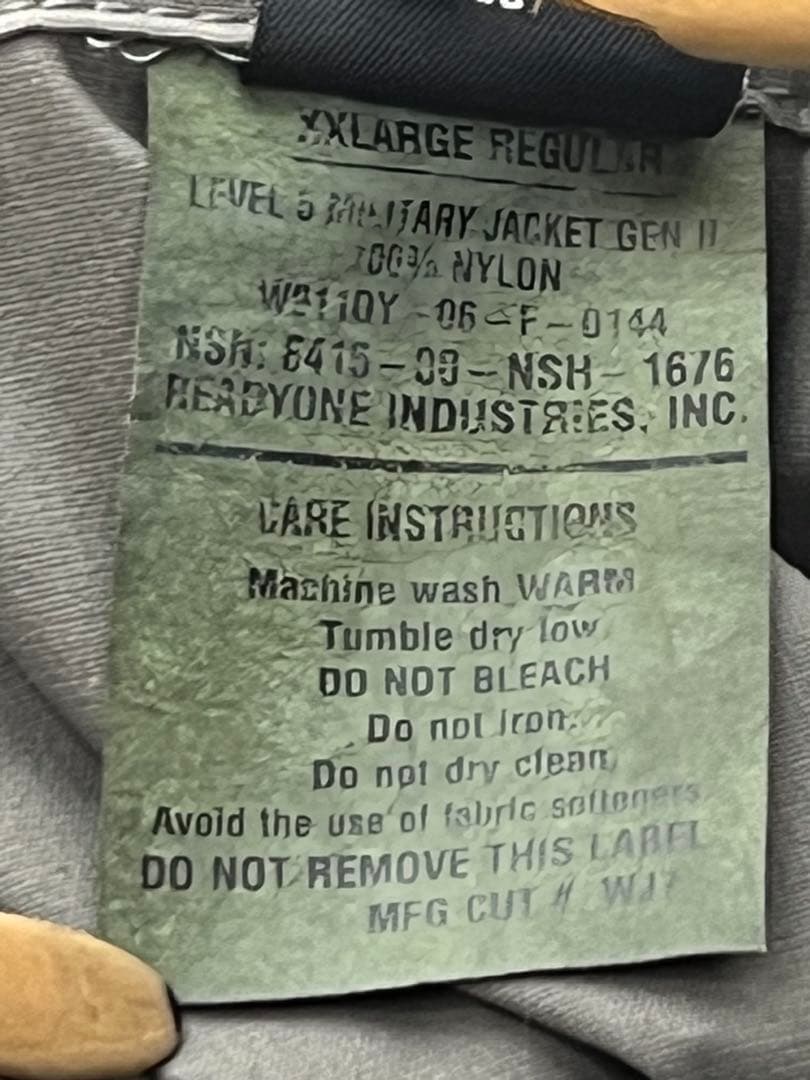 XXLARGE REGULAR
LEVEL 5 MILITARY JACKET GEN II
100% NYLON
W911QY-06-F-0144
NSN: 8415-00-NSH-1676
READYONE INDUSTRIES, INC.
CARE INSTRUCTIONS
Machine wash WARM
Tumble dry low
DO NOT BLEACH
Do not iron
Do not dry clean
Avoid the use of fabric softeners
DO NOT REMOVE THIS LABEL
MFG CUT #